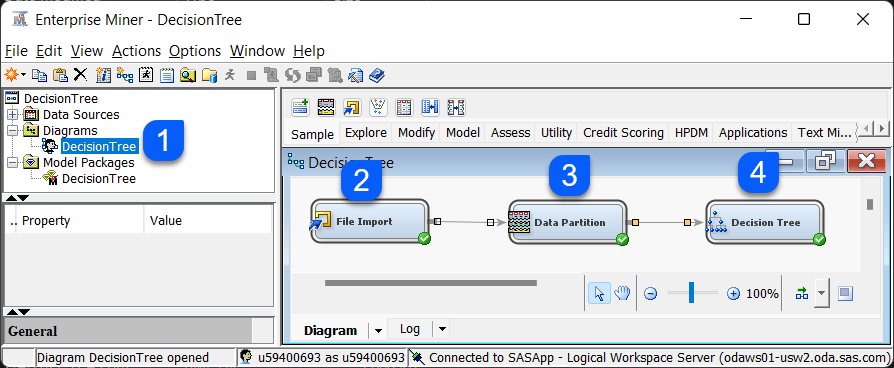 Enterprise Miner - DecisionTree
File Edit View Actions Options Window Help
DecisionTree
Data Sources
Diagrams
DecisionTree
Model Packages
DecisionTree
1
.. Property Value
General
Sample Explore Modify Model Assess Utility Credit Scoring HPDM Applications Text Mi...
DecisionTree
2 3 4
File Import Data Partition Decision Tree
100%
Diagram Log
Diagram DecisionTree opened u59400693 as u59400693 Connected to SASApp - Logical Workspace Server (odaws01-usw2.oda.sas.com)